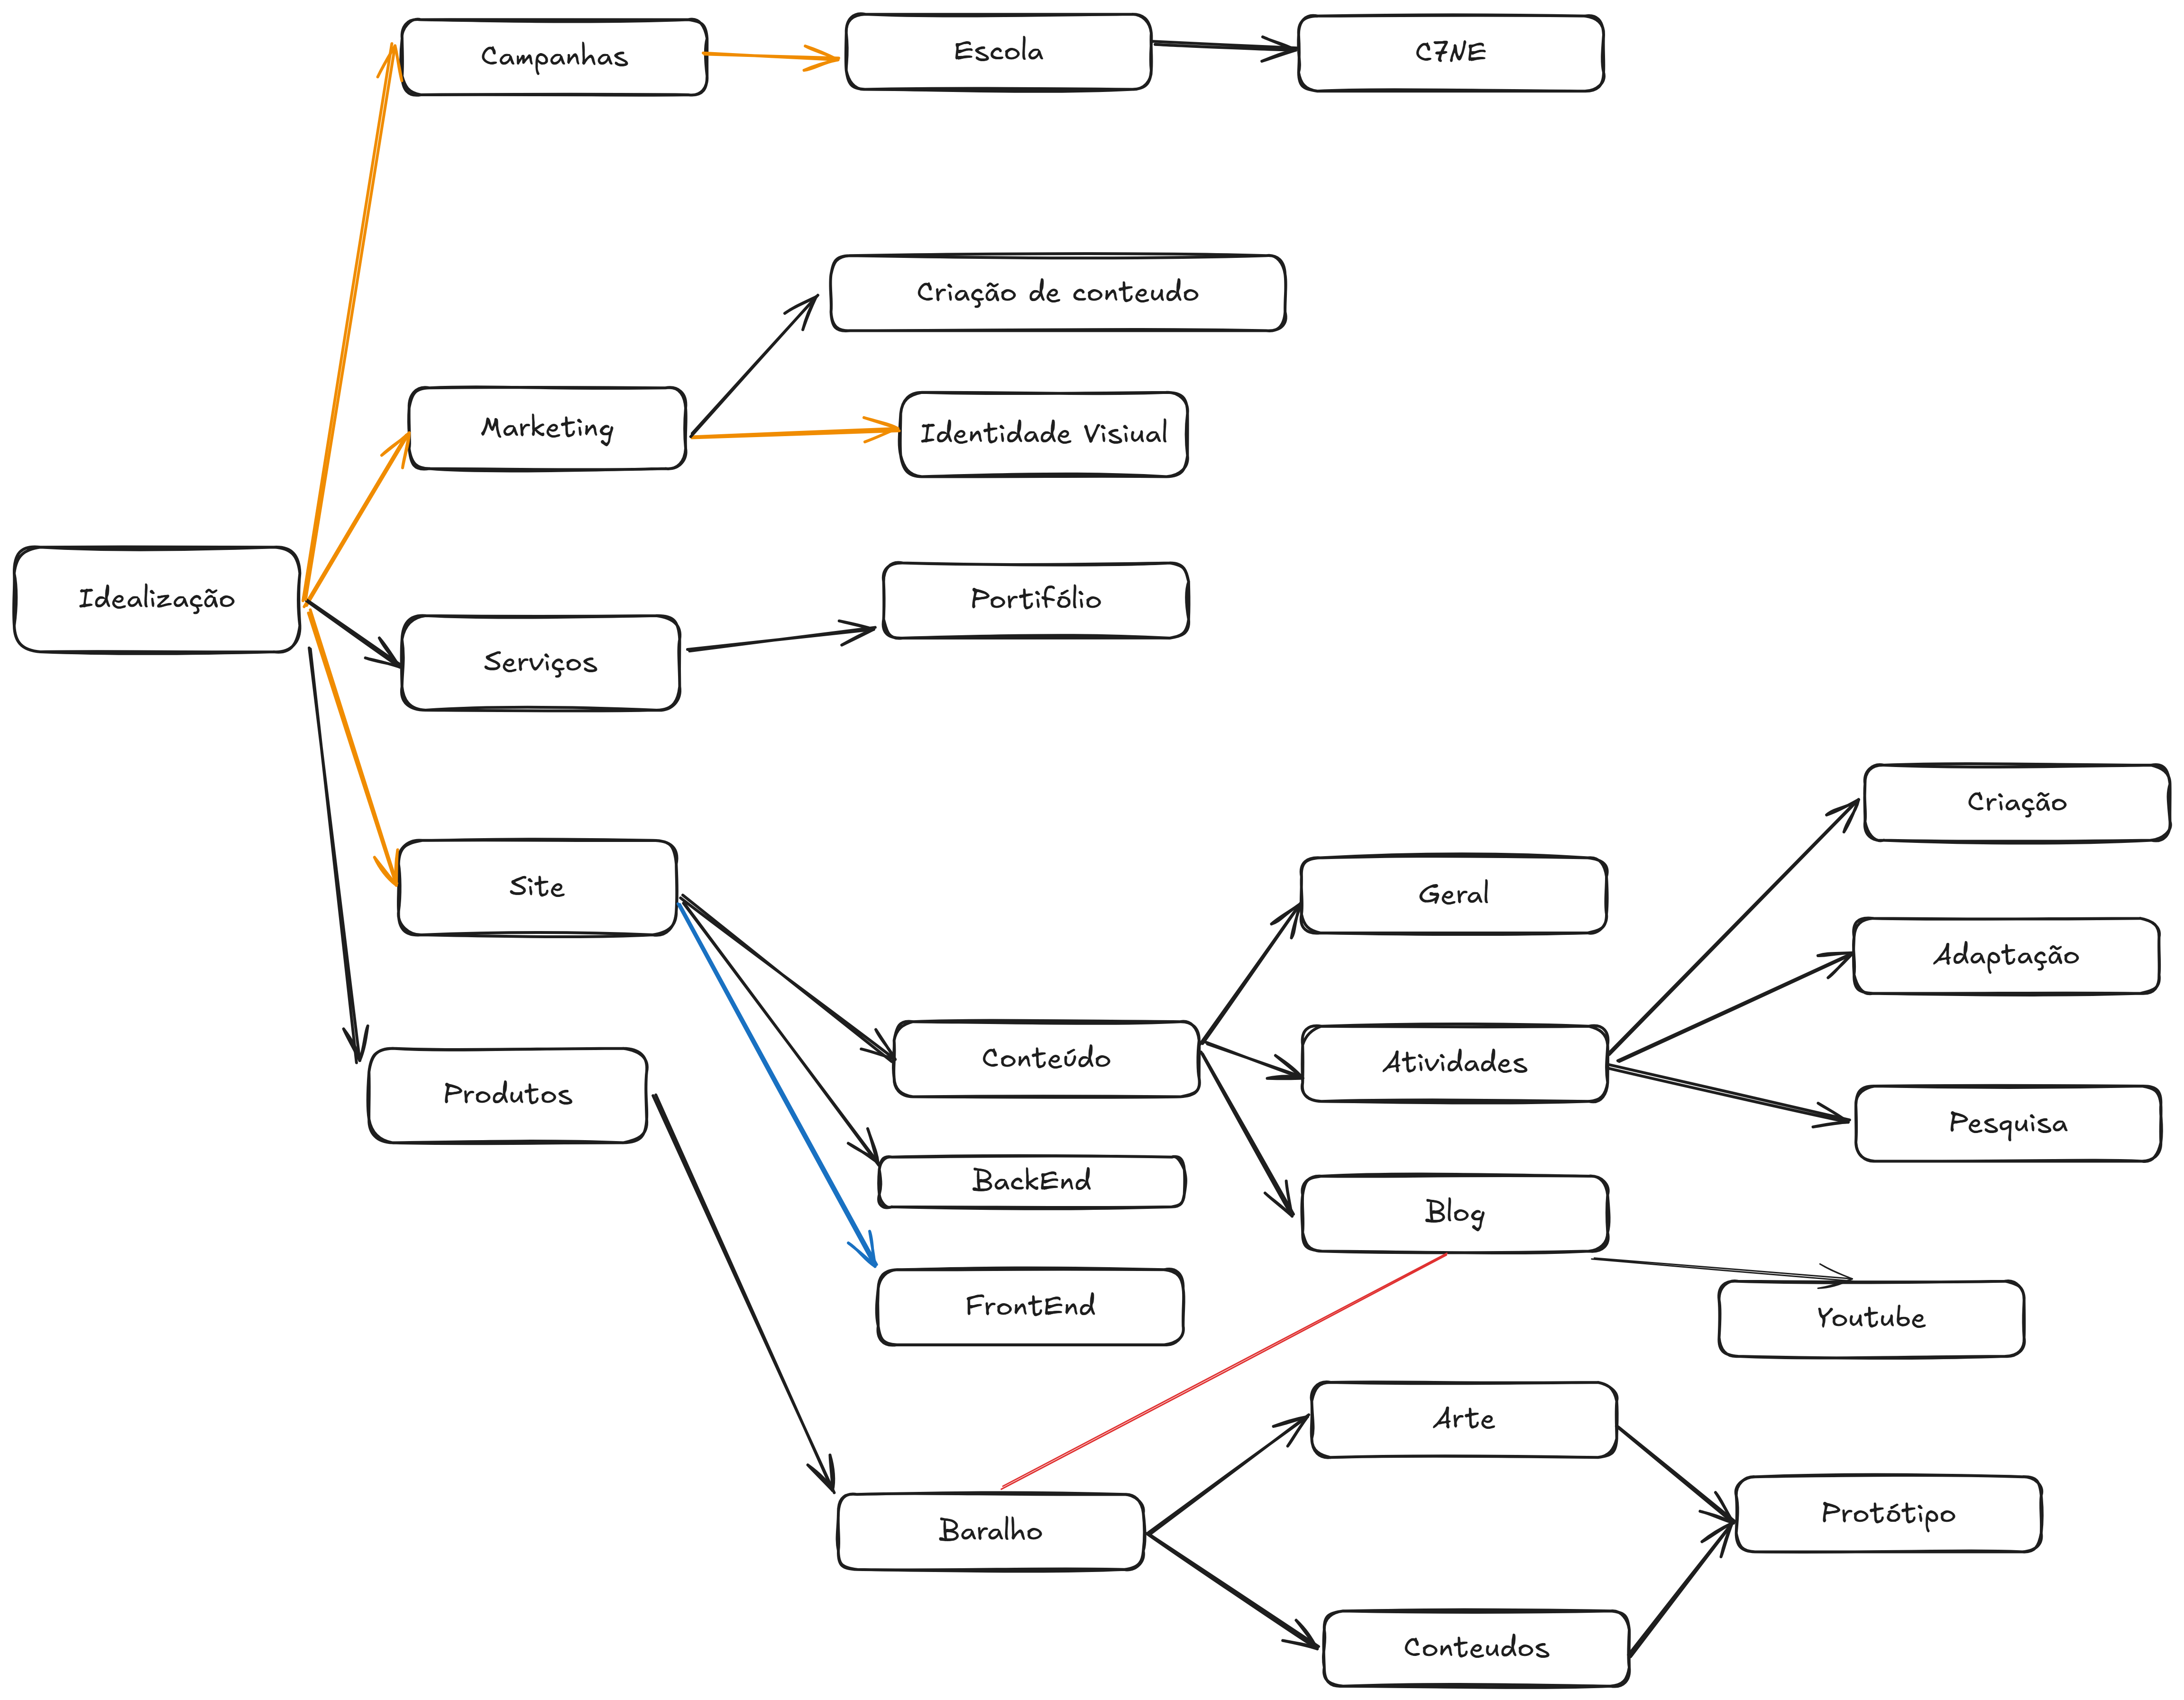 Campanhas
Escola
C7NE
Criação de conteudo
Marketing
Identidade Visiual
Idealização
Portifólio
Serviços
Criação
Site
Geral
Adaptação
Conteúdo
Atividades
Produtos
Pesquisa
BackEnd
Blog
FrontEnd
Youtube
Arte
Baralho
Protótipo
Conteudos